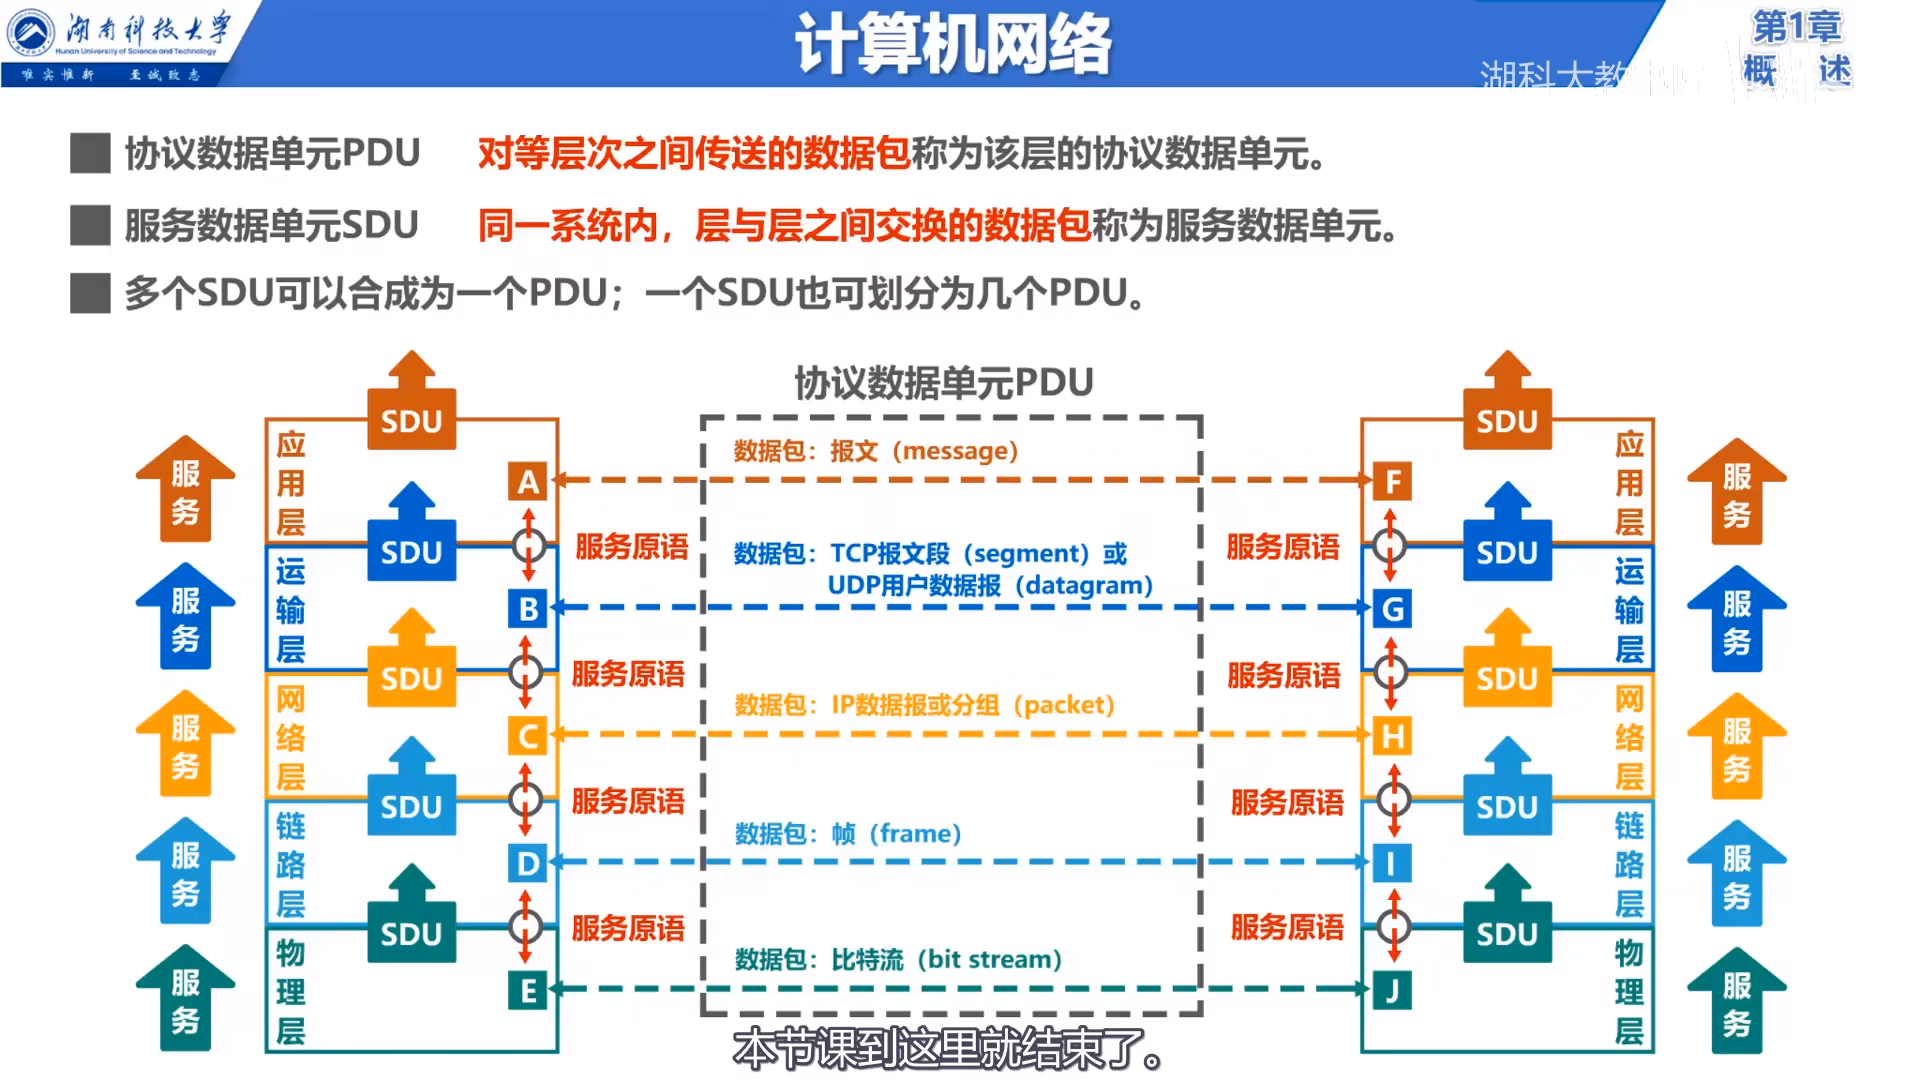 湖南科技大学
Hunan University of Science and Technology
唯实惟新 至诚致志
计算机网络
第1章
概 述
湖科大教
协议数据单元PDU 对等层次之间传送的数据包称为该层的协议数据单元。
服务数据单元SDU 同一系统内，层与层之间交换的数据包称为服务数据单元。
多个SDU可以合成为一个PDU；一个SDU也可划分为几个PDU。
协议数据单元PDU
服务
应用层
SDU
A
数据包：报文（message）
F
SDU
应用层
服务
服务原语
服务原语
服务
运输层
SDU
B
数据包：TCP报文段（segment）或
UDP用户数据报（datagram）
G
SDU
运输层
服务
服务原语
服务原语
服务
网络层
SDU
C
数据包：IP数据报或分组（packet）
H
SDU
网络层
服务
服务原语
服务原语
服务
链路层
SDU
D
数据包：帧（frame）
I
SDU
链路层
服务
服务原语
服务原语
服务
物理层
SDU
E
数据包：比特流（bit stream）
J
SDU
物理层
服务
本节课到这里就结束了。